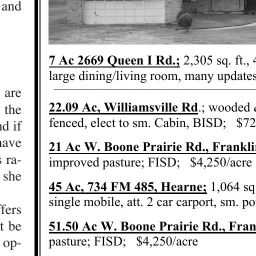 and
are
the
nd if
have
s ra-
she
ffers
t be
op-
7 Ac 2669 Queen I Rd.; 2,305 sq. ft., 4
large dining/living room, many updates
22.09 Ac, Williamsville Rd.; wooded
fenced, elect to sm. Cabin, BISD; $72
21 Ac W. Boone Prairie Rd., Frankli
improved pasture; FISD; $4,250/acre
45 Ac, 734 FM 485, Hearne; 1,064 sq
single mobile, att. 2 car carport, sm. po
51.50 Ac W. Boone Prairie Rd., Fran
pasture; FISD; $4,250/acre